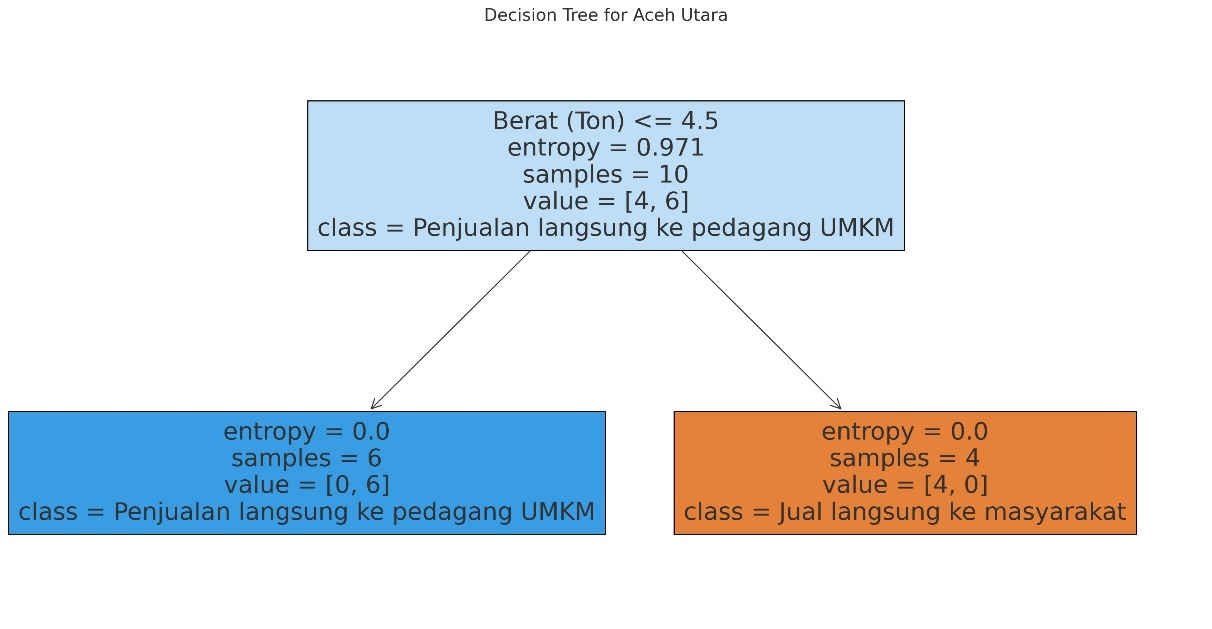 Decision Tree for Aceh Utara
Berat (Ton) <= 4.5
entropy = 0.971
samples = 10
value = [4, 6]
class = Penjualan langsung ke pedagang UMKM
entropy = 0.0
samples = 6
value = [0, 6]
class = Penjualan langsung ke pedagang UMKM
entropy = 0.0
samples = 4
value = [4, 0]
class = Jual langsung ke masyarakat